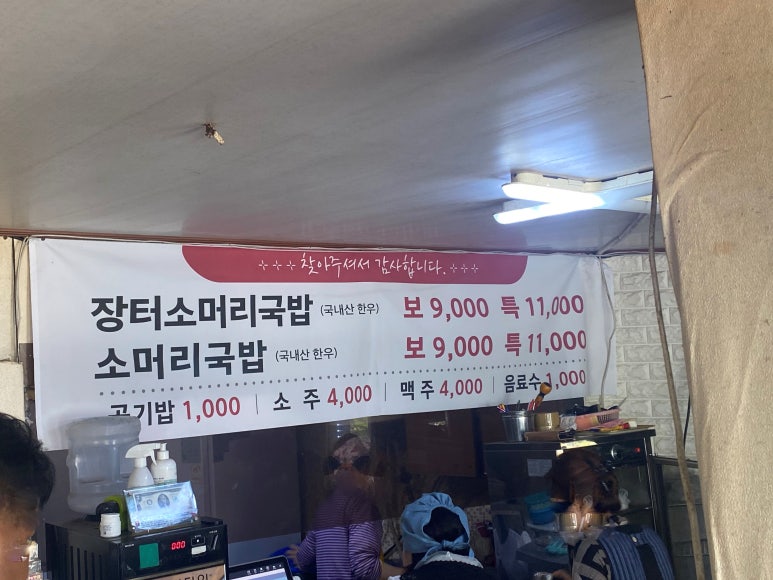 찾아주셔서 감사합니다.
장터소머리국밥 (국내산 한우) 보 9,000 특 11,000
소머리국밥 (국내산 한우) 보 9,000 특 11,000
공기밥 1,000 | 소 주 4,000 | 맥 주 4,000 | 음료수 1,000
000